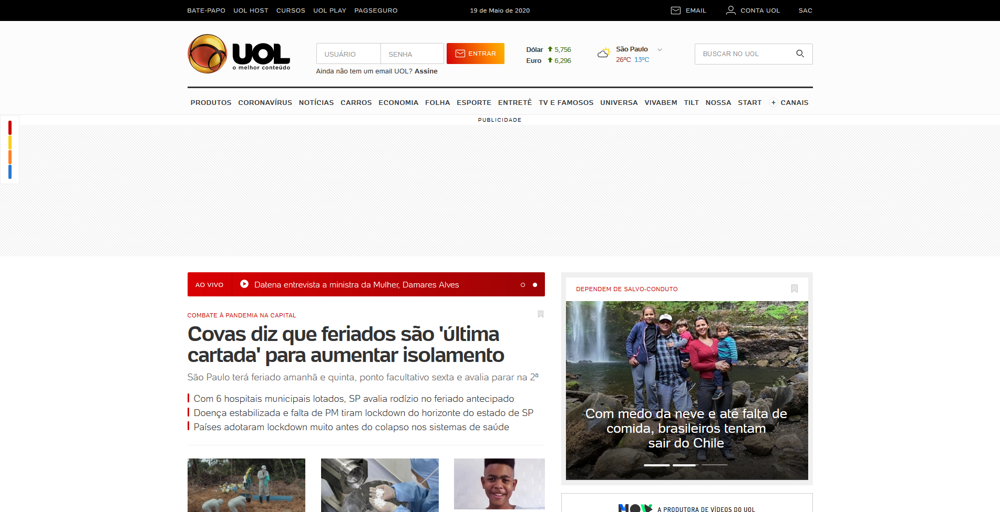 BATE-PAPO UOL HOST CURSOS UOL PLAY PAGSEGURO 19 de Maio de 2020 EMAIL CONTA UOL SAC
UOL
o melhor conteúdo
USUÁRIO SENHA ENTRAR
Ainda não tem um email UOL? Assine
Dólar 5,756
Euro 6,296
São Paulo
26ºC 13ºC
BUSCAR NO UOL
PRODUTOS CORONAVÍRUS NOTÍCIAS CARROS ECONOMIA FOLHA ESPORTE ENTRETÊ TV E FAMOSOS UNIVERSA VIVABEM TILT NOSSA START + CANAIS
PUBLICIDADE
AO VIVO Datena entrevista a ministra da Mulher, Damares Alves
COMBATE À PANDEMIA NA CAPITAL
Covas diz que feriados são 'última
cartada' para aumentar isolamento
São Paulo terá feriado amanhã e quinta, ponto facultativo sexta e avalia parar na 2ª
Com 6 hospitais municipais lotados, SP avalia rodízio no feriado antecipado
Doença estabilizada e falta de PM tiram lockdown do horizonte do estado de SP
Países adotaram lockdown muito antes do colapso nos sistemas de saúde
DEPENDEM DE SALVO-CONDUTO
Com medo da neve e até falta de
comida, brasileiros tentam
sair do Chile
MOV A PRODUTORA DE VÍDEOS DO UOL